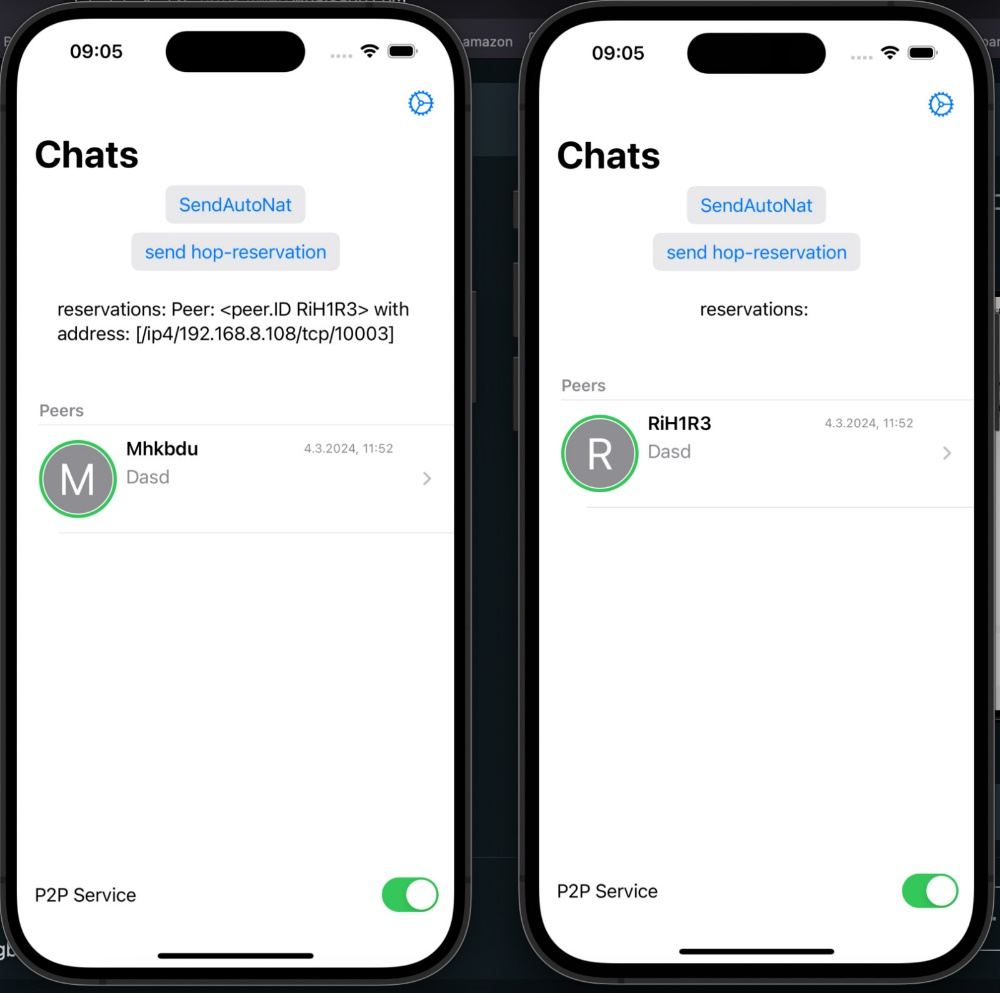 amazon
09:05
Chats
SendAutoNat
send hop-reservation
reservations: Peer: <peer.ID RiH1R3> with
address: [/ip4/192.168.8.108/tcp/10003]
Peers
M
Mhkbdu
4.3.2024, 11:52
Dasd
P2P Service
09:05
Chats
SendAutoNat
send hop-reservation
reservations:
Peers
R
RiH1R3
4.3.2024, 11:52
Dasd
P2P Service